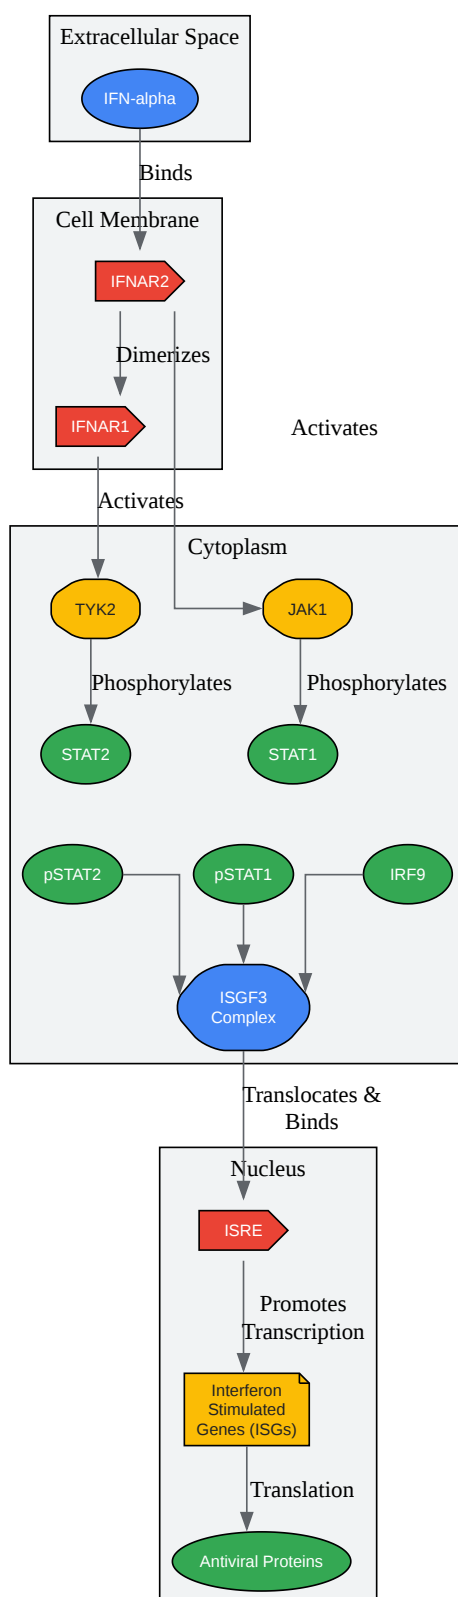 Extracellular Space
IFN-alpha
Binds
Cell Membrane
IFNAR2
Dimerizes
IFNAR1
Activates
Activates
Cytoplasm
TYK2
JAK1
Phosphorylates
Phosphorylates
STAT2
STAT1
pSTAT2
pSTAT1
IRF9
ISGF3
Complex
Translocates &
Binds
Nucleus
ISRE
Promotes
Transcription
Interferon
Stimulated
Genes (ISGs)
Translation
Antiviral Proteins